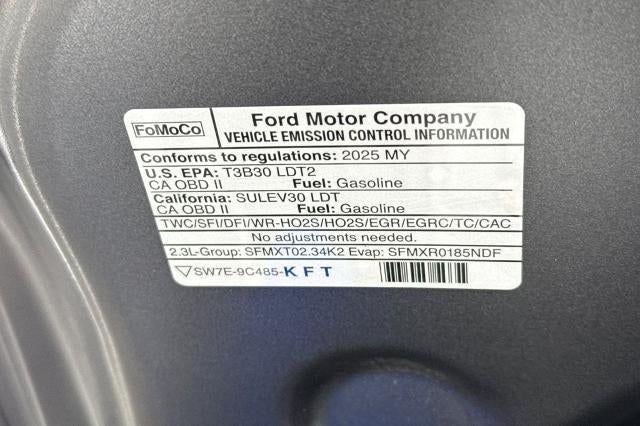 FoMoCo
Ford Motor Company
VEHICLE EMISSION CONTROL INFORMATION
Conforms to regulations: 2025 MY
U.S. EPA: T3B30 LDT2
CA OBD II Fuel: Gasoline
California: SULEV30 LDT
CA OBD II Fuel: Gasoline
TWC/SFI/DFI/WR-HO2S/HO2S/EGR/EGRC/TC/CAC
No adjustments needed.
2.3L-Group: SFMXT02.34K2 Evap: SFMXR0185NDF
SW7E-9C485-KFT